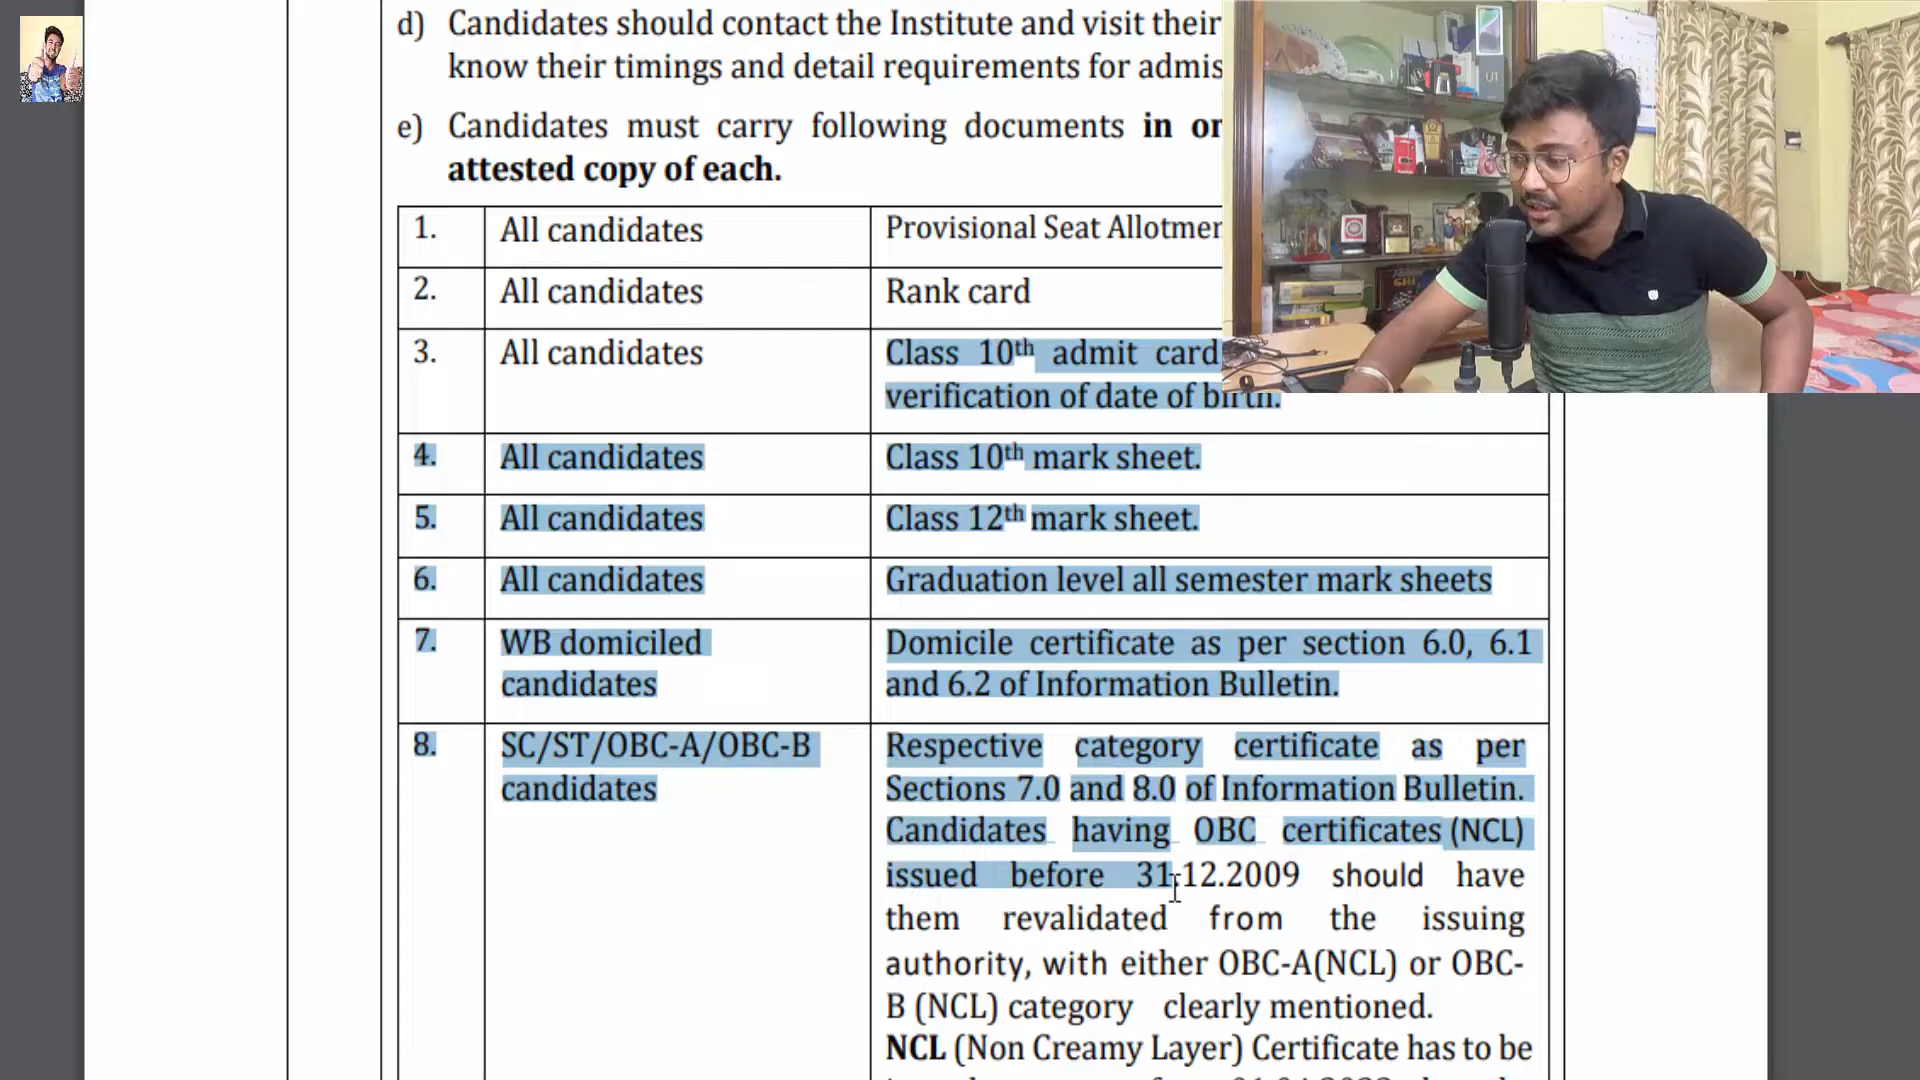 d) Candidates should contact the Institute and visit their
know their timings and detail requirements for admis
e) Candidates must carry following documents in or
attested copy of each.
1. All candidates Provisional Seat Allotmen
2. All candidates Rank card
3. All candidates Class 10th admit card
verification of date of birth.
4. All candidates Class 10th mark sheet.
5. All candidates Class 12th mark sheet.
6. All candidates Graduation level all semester mark sheets
7. WB domiciled candidates Domicile certificate as per section 6.0, 6.1
and 6.2 of Information Bulletin.
8. SC/ST/OBC-A/OBC-B candidates Respective category certificate as per
Sections 7.0 and 8.0 of Information Bulletin.
Candidates having OBC certificates (NCL)
issued before 31.12.2009 should have
them revalidated from the issuing
authority, with either OBC-A(NCL) or OBC-
B (NCL) category clearly mentioned.
NCL (Non Creamy Layer) Certificate has to be